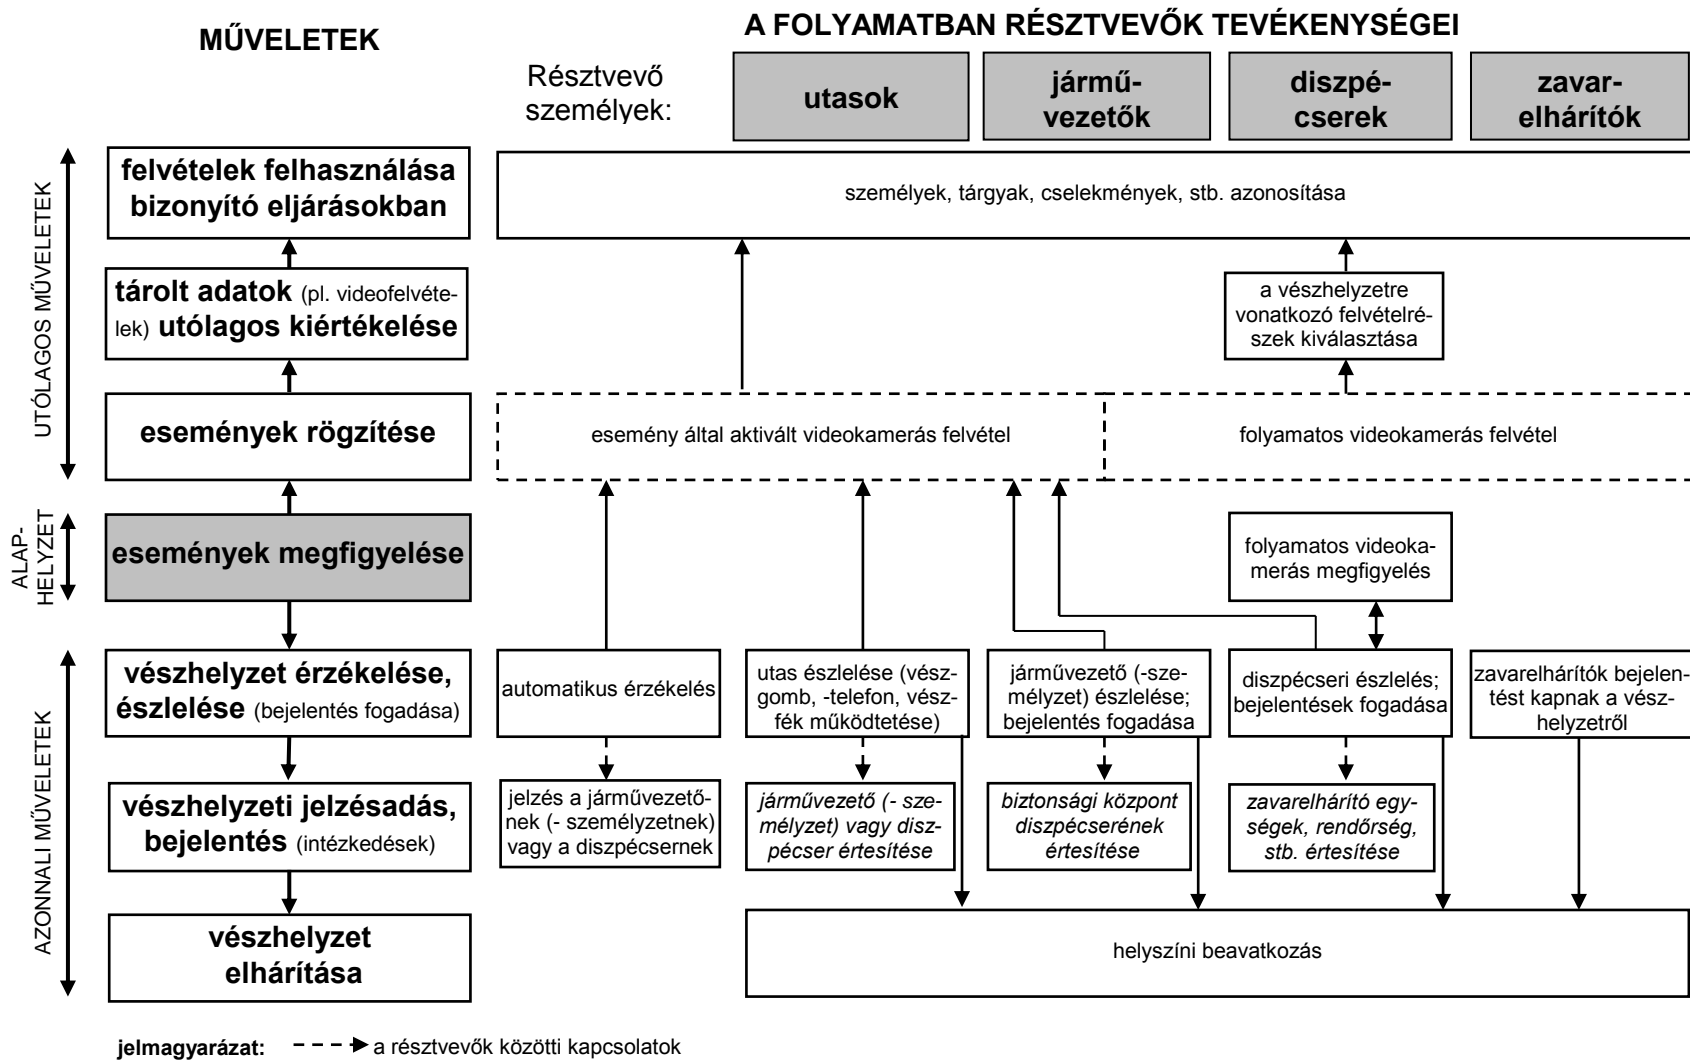 MŰVELETEK
A FOLYAMATBAN RÉSZTVEVŐK TEVÉKENYSÉGEI
Résztvevő
személyek:
utasok
jármű-
vezetők
diszpé-
cserek
zavar-
elhárítók
UTÓLAGOS MŰVELETEK
felvételek felhasználása
bizonyító eljárásokban
személyek, tárgyak, cselekmények, stb. azonosítása
tárolt adatok (pl. videofelvéte-
lek) utólagos kiértékelése
a vészhelyzetre
vonatkozó felvételré-
szek kiválasztása
események rögzítése
esemény által aktivált videokamerás felvétel
folyamatos videokamerás felvétel
ALAP-
HELYZET
események megfigyelése
folyamatos videoka-
merás megfigyelés
AZONNALI MŰVELETEK
vészhelyzet érzékelése,
észlelése (bejelentés fogadása)
automatikus érzékelés
utas észlelése (vész-
gomb, -telefon, vész-
fék működtetése)
járművezető (-sze-
mélyzet) észlelése;
bejelentés fogadása
diszpécseri észlelés;
bejelentések fogadása
zavarelhárítók bejelen-
tést kapnak a vész-
helyzetről
vészhelyzeti jelzésadás,
bejelentés (intézkedések)
jelzés a járművezető-
nek (- személyzetnek)
vagy a diszpécsernek
járművezető (- sze-
mélyzet) vagy disz-
pécser értesítése
biztonsági központ
diszpécserének
értesítése
zavarelhárító egy-
ségek, rendőrség,
stb. értesítése
vészhelyzet
elhárítása
helyszíni beavatkozás
jelmagyarázat: a résztvevők közötti kapcsolatok